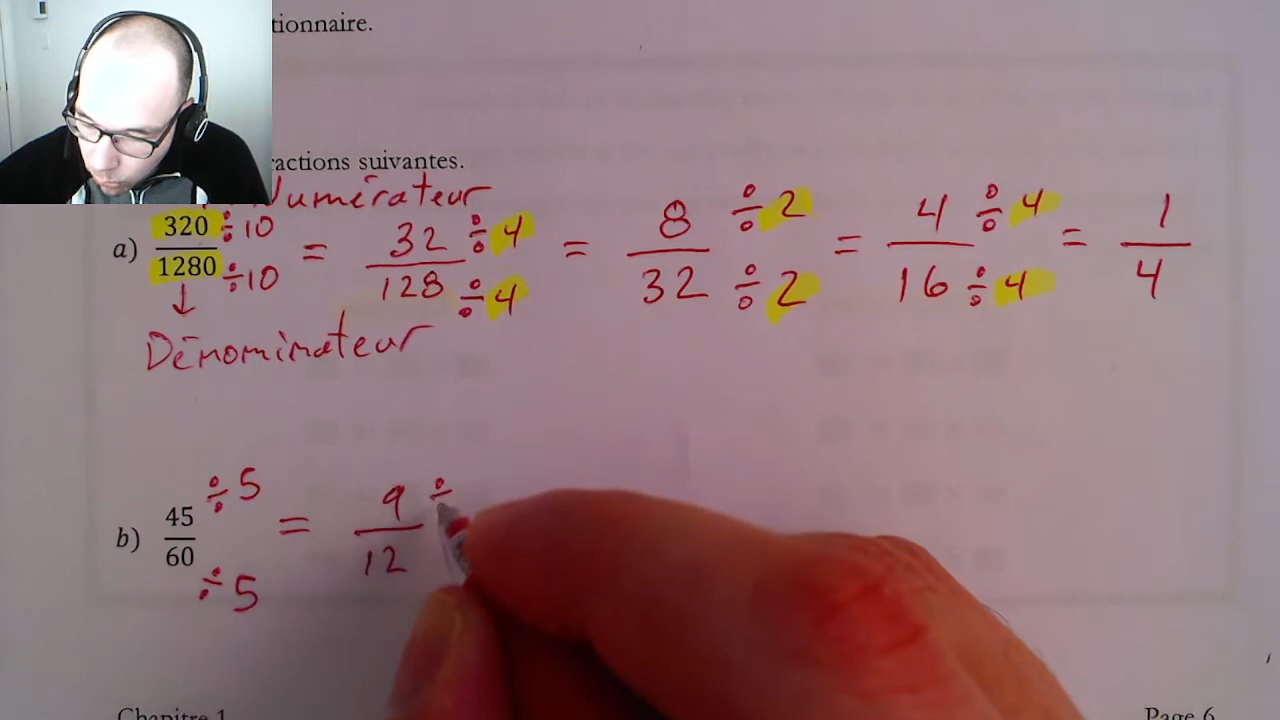 tionnaire.
actions suivantes.
Numérateur
a) 320/1280 ÷10 ÷10 = 32/128 ÷4 ÷4 = 8/32 ÷2 ÷2 = 4/16 ÷4 ÷4 = 1/4
↓
Dénominateur
b) 45/60 ÷5 ÷5 = 9/12 ÷
Chapitre 1
Page 6